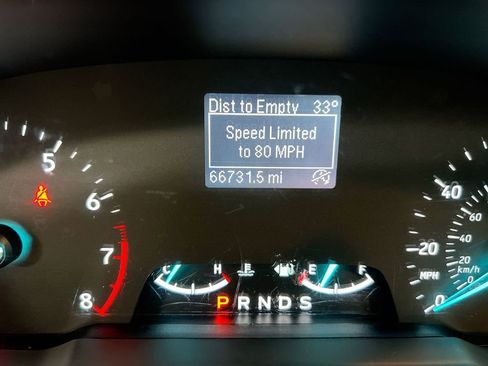 Dist to Empty 33°
Speed Limited
to 80 MPH
66731.5 mi
5
6
7
8
C H E F
PRNDS
40
20
MPH
0
60
40
20
km/h
0